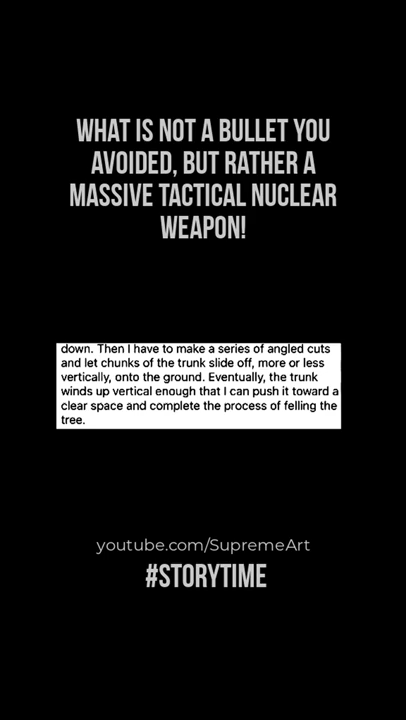 WHAT IS NOT A BULLET YOU
AVOIDED, BUT RATHER A
MASSIVE TACTICAL NUCLEAR
WEAPON!
down. Then I have to make a series of angled cuts
and let chunks of the trunk slide off, more or less
vertically, onto the ground. Eventually, the trunk
winds up vertical enough that I can push it toward a
clear space and complete the process of felling the
tree.
youtube.com/SupremeArt
#STORYTIME